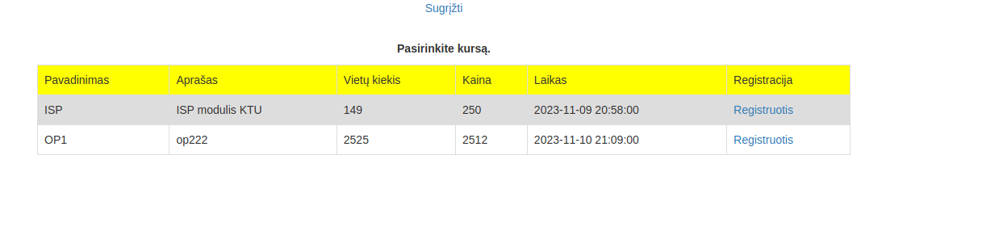 Sugrįžti
Pasirinkite kursą.
Pavadinimas Aprašas Vietų kiekis Kaina Laikas Registracija
ISP ISP modulis KTU 149 250 2023-11-09 20:58:00 Registruotis
OP1 op222 2525 2512 2023-11-10 21:09:00 Registruotis